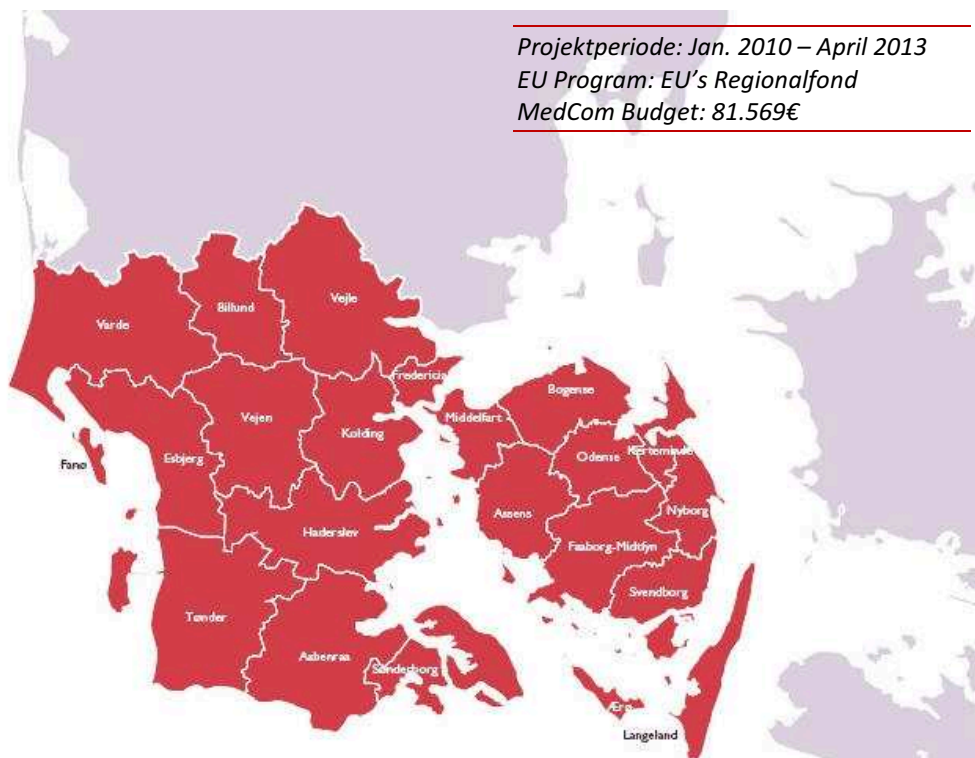 Projektperiode: Jan. 2010 – April 2013
EU Program: EU's Regionalfond
MedCom Budget: 81.569€
Vejle
Billund
Varde
Fredericia
Bogense
Vejen
Middelfart
Kolding
Esbjerg
Odense
Kerteminde
Fanø
Assens
Nyborg
Haderslev
Faaborg-Midtfyn
Svendborg
Tønder
Aabenraa
Sønderborg
Ærø
Langeland